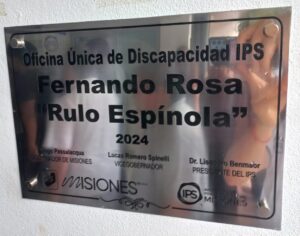 Oficina Única de Discapacidad IPS
Fernando Rosa
"Rulo Espínola"
2024
Passalacqua Lucas Romero Spinelli Dr. Benmaor
DE MISIONES VICEGOBERNADOR PRESIDENTE DEL IPS
MISIONES IPS MISIONES